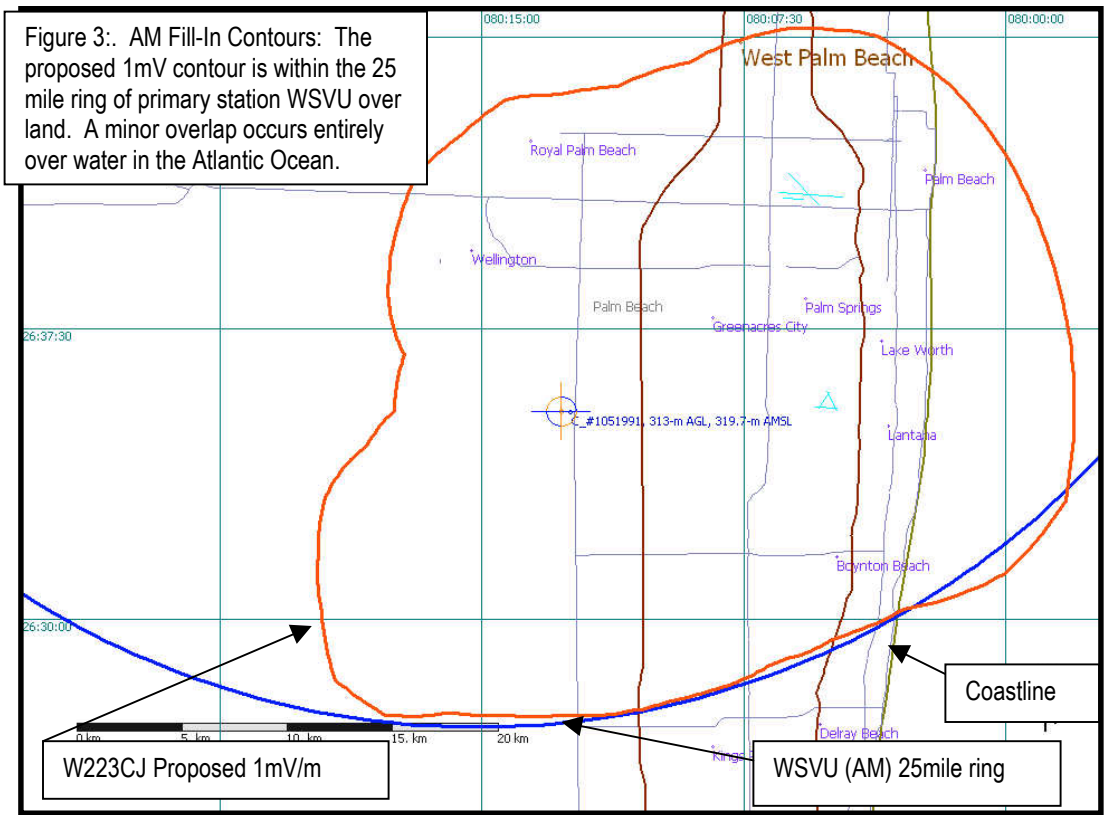 Figure 3:. AM Fill-In Contours: The
proposed 1mV contour is within the 25
mile ring of primary station WSVU over
land. A minor overlap occurs entirely
over water in the Atlantic Ocean.
080:15:00
080:07:30
080:00:00
West Palm Beach
Royal Palm Beach
Palm Beach
Wellington
Palm Beach
Palm Springs
Greenacres City
26:37:30
Lake Worth
C_#1051991, 313-m AGL, 319.7-m AMSL
Lantana
Boynton Beach
26:30:00
Coastline
0 km
5. km
10. km
15. km
20 km
Delray Beach
Kings
W223CJ Proposed 1mV/m
WSVU (AM) 25mile ring